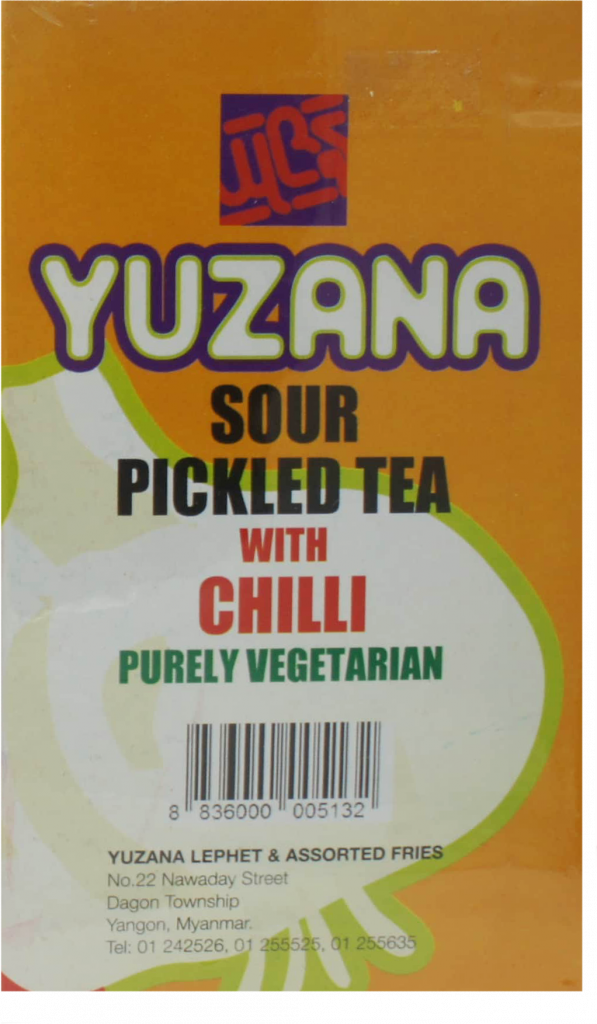 YUZANA
SOUR
PICKLED TEA
WITH
CHILLI
PURELY VEGETARIAN
8 836000 005132
YUZANA LEPHET & ASSORTED FRIES
No.22 Nawaday Street
Dagon Township
Yangon, Myanmar.
Tel: 01 242526, 01 255525, 01 255635